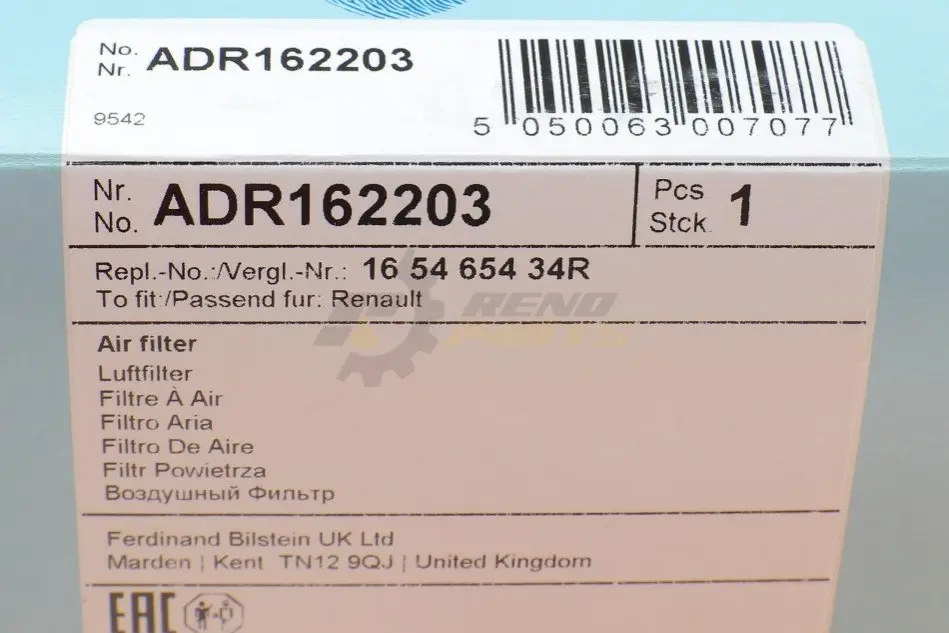 No.
Nr. ADR162203
9542
5 050063 007077
Nr.
No. ADR162203
Pcs
Stck. 1
Repl.-No.:/Vergl.-Nr.: 16 54 654 34R
To fit:/Passend fur: Renault
RENO
PARTS
Air filter
Luftfilter
Filtre À Air
Filtro Aria
Filtro De Aire
Filtr Powietrza
Воздушный Фильтр
Ferdinand Bilstein UK Ltd
Marden | Kent TN12 9QJ | United Kingdom
EAC